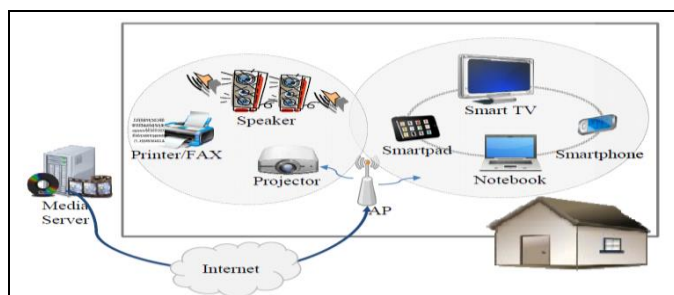 Speaker
Printer/FAX
Projector
Smart TV
Smartpad
Smartphone
Notebook
AP
Media
Server
Internet